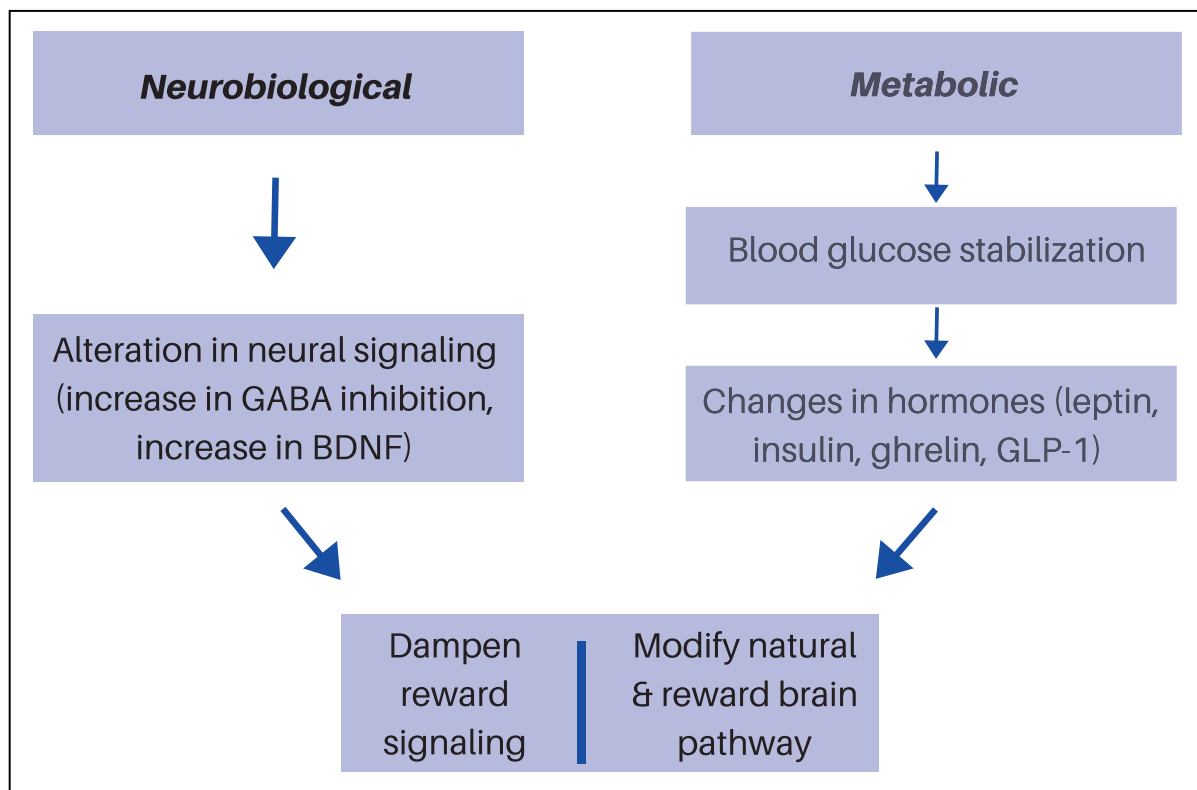 Neurobiological
Metabolic
Blood glucose stabilization
Alteration in neural signaling
(increase in GABA inhibition,
increase in BDNF)
Changes in hormones (leptin,
insulin, ghrelin, GLP-1)
Dampen
reward
signaling
Modify natural
& reward brain
pathway